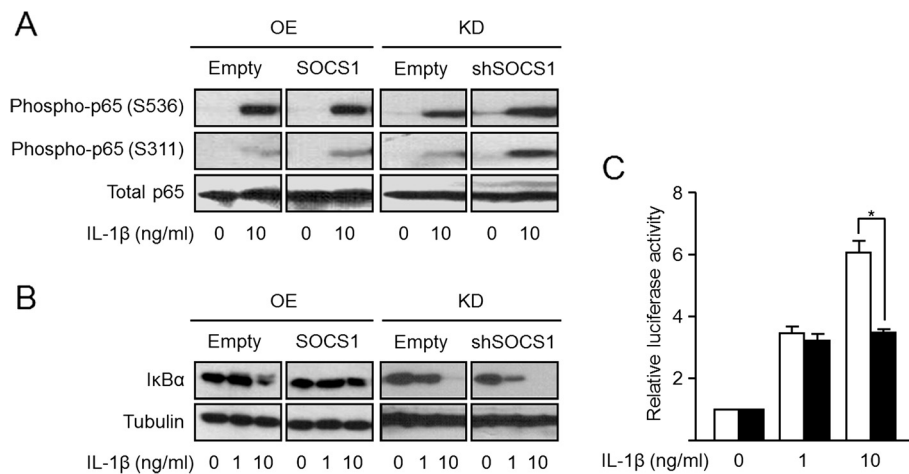 A
OE KD
Empty SOCS1 Empty shSOCS1
Phospho-p65 (S536)
Phospho-p65 (S311)
Total p65
IL-1β (ng/ml) 0 10 0 10 0 10 0 10
B
OE KD
Empty SOCS1 Empty shSOCS1
IκBα
Tubulin
IL-1β (ng/ml) 0 1 10 0 1 10 0 1 10 0 1 10
C
Relative luciferase activity
8
6
4
2
*
IL-1β (ng/ml) 0 1 10